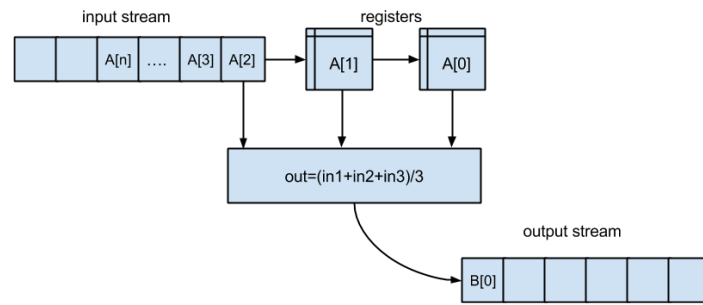 input stream
registers
A[n]
....
A[3]
A[2]
A[1]
A[0]
out=(in1+in2+in3)/3
output stream
B[0]